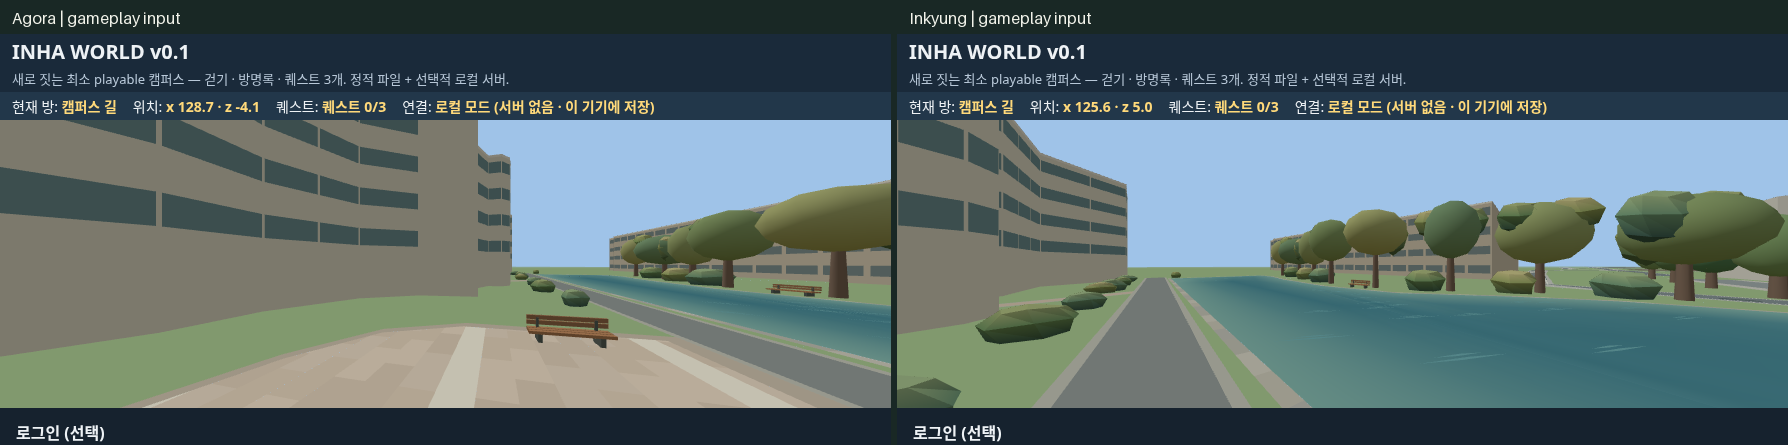 Agora | gameplay input
INHA WORLD v0.1
새로 짓는 최소 playable 캠퍼스 — 걷기 · 방명록 · 퀘스트 3개. 정적 파일 + 선택적 로컬 서버.
현재 방: 캠퍼스 길 위치: x 128.7 · z -4.1 퀘스트: 퀘스트 0/3 연결: 로컬 모드 (서버 없음 · 이 기기에 저장)
로그인 (선택)
Inkyung | gameplay input
INHA WORLD v0.1
새로 짓는 최소 playable 캠퍼스 — 걷기 · 방명록 · 퀘스트 3개. 정적 파일 + 선택적 로컬 서버.
현재 방: 캠퍼스 길 위치: x 125.6 · z 5.0 퀘스트: 퀘스트 0/3 연결: 로컬 모드 (서버 없음 · 이 기기에 저장)
로그인 (선택)